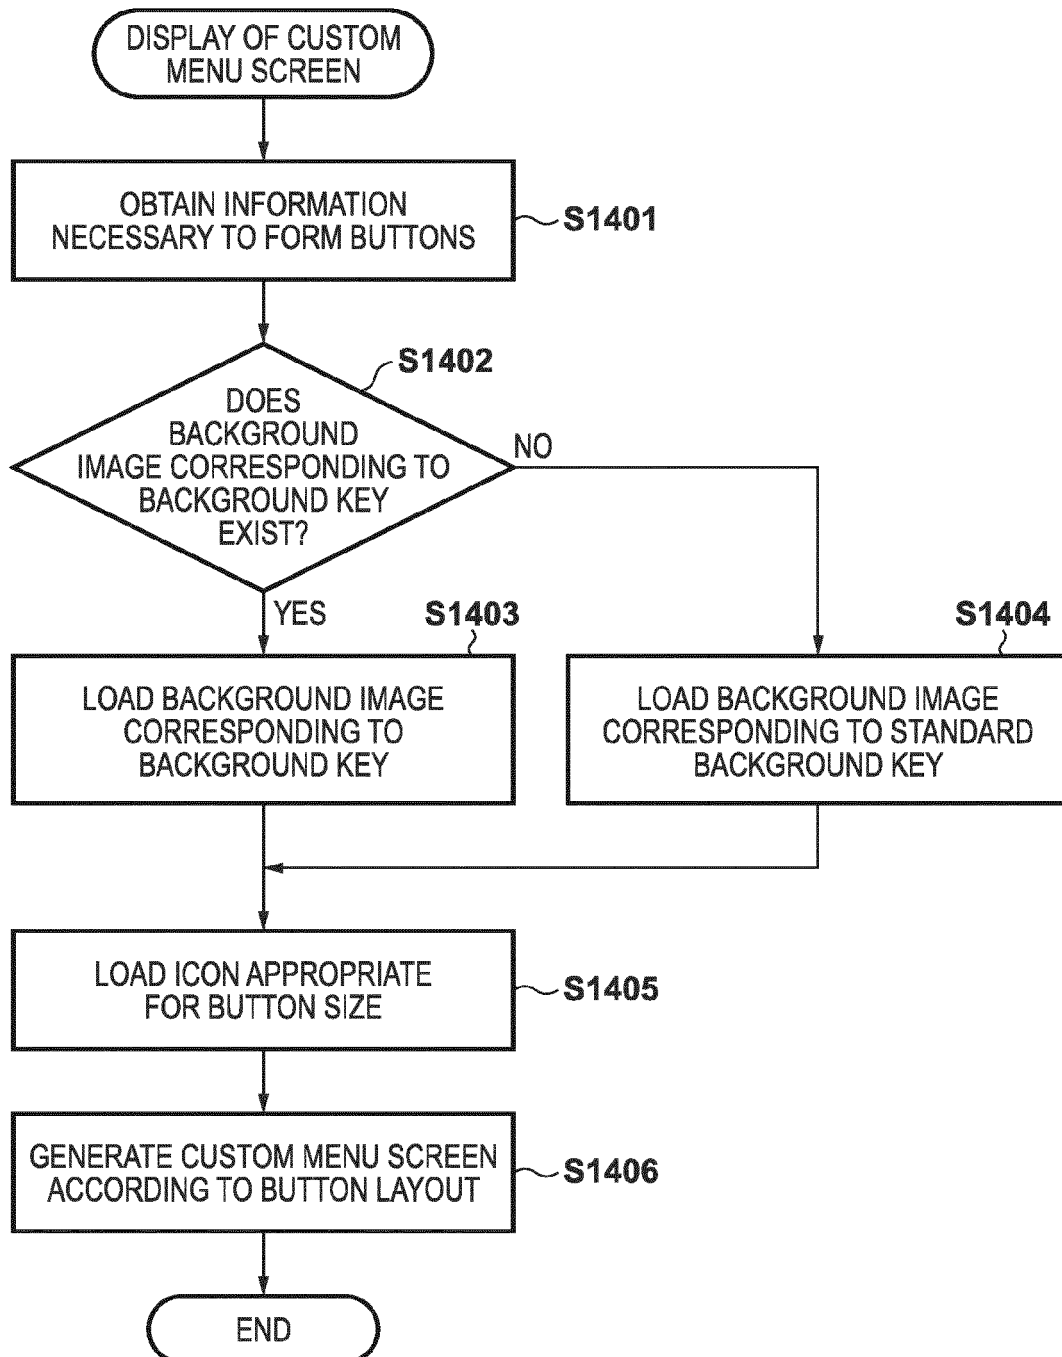 DISPLAY OF CUSTOM
MENU SCREEN
OBTAIN INFORMATION
NECESSARY TO FORM BUTTONS
S1401
S1402
DOES
BACKGROUND
IMAGE CORRESPONDING TO
BACKGROUND KEY
EXIST?
NO
YES
S1403
S1404
LOAD BACKGROUND IMAGE
CORRESPONDING TO
BACKGROUND KEY
LOAD BACKGROUND IMAGE
CORRESPONDING TO STANDARD
BACKGROUND KEY
LOAD ICON APPROPRIATE
FOR BUTTON SIZE
S1405
GENERATE CUSTOM MENU SCREEN
ACCORDING TO BUTTON LAYOUT
S1406
END